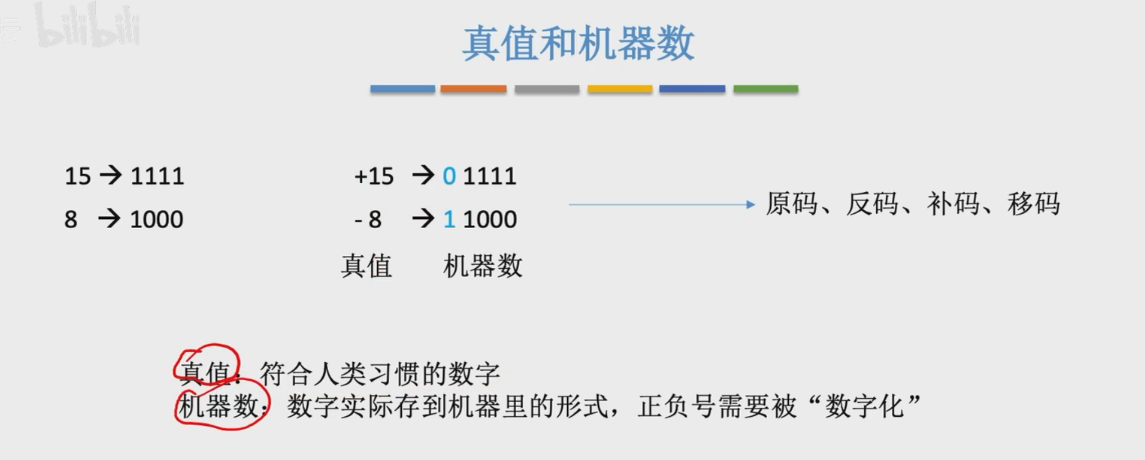 bilibili
真值和机器数
15 → 1111 +15 → 0 1111
8 → 1000 - 8 → 1 1000
原码、反码、补码、移码
真值 机器数
真值：符合人类习惯的数字
机器数：数字实际存到机器里的形式，正负号需要被“数字化”